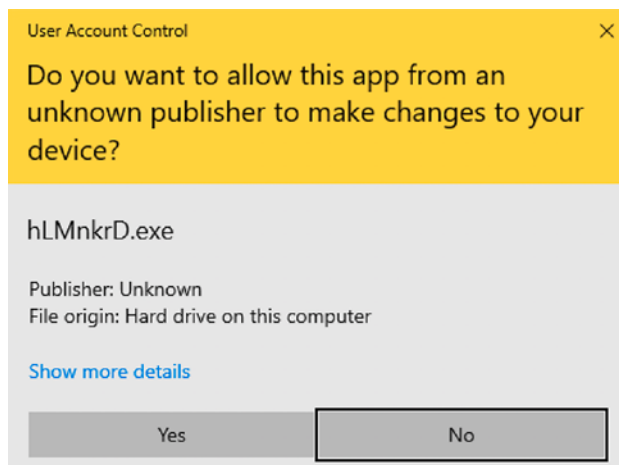 User Account Control
Do you want to allow this app from an
unknown publisher to make changes to your
device?
hLMnkrD.exe
Publisher: Unknown
File origin: Hard drive on this computer
Show more details
Yes No